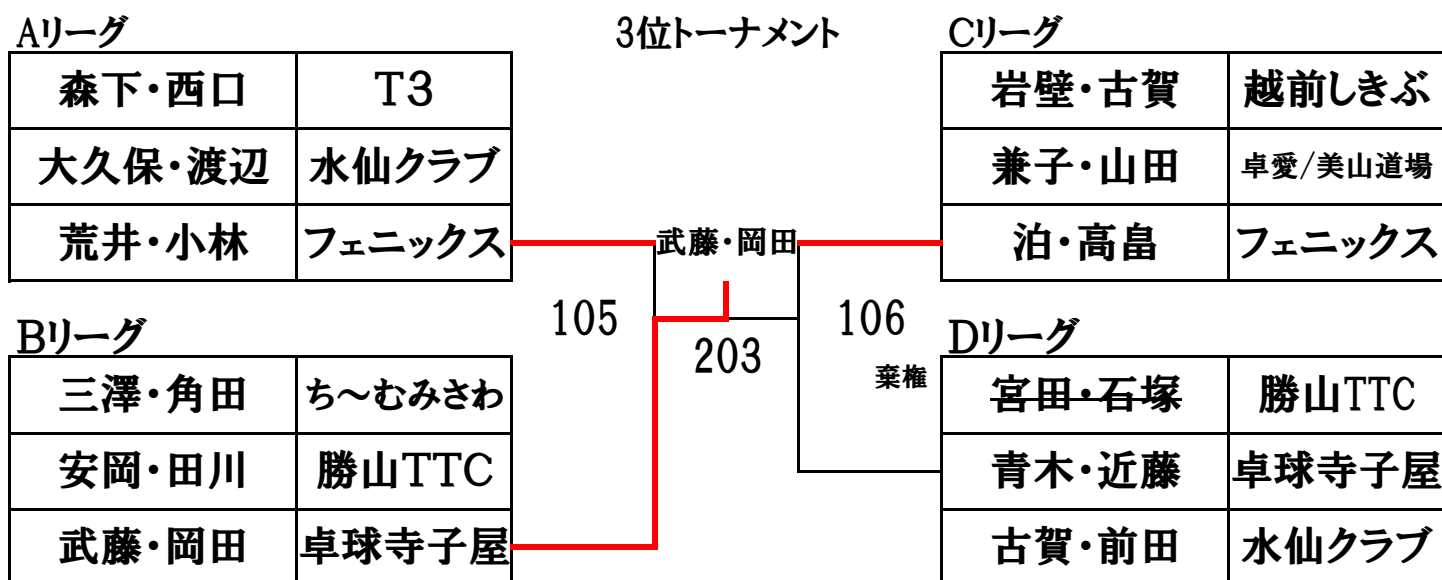 Aリーグ
3位トーナメント
Cリーグ
森下・西口 T3
岩壁・古賀 越前しきぶ
大久保・渡辺 水仙クラブ
兼子・山田 卓愛/美山道場
荒井・小林 フェニックス
武藤・岡田
泊・高畠 フェニックス
105
106
Bリーグ
203
棄権
Dリーグ
三澤・角田 ち～むみさわ
宮田・石塚 勝山TTC
安岡・田川 勝山TTC
青木・近藤 卓球寺子屋
武藤・岡田 卓球寺子屋
古賀・前田 水仙クラブ